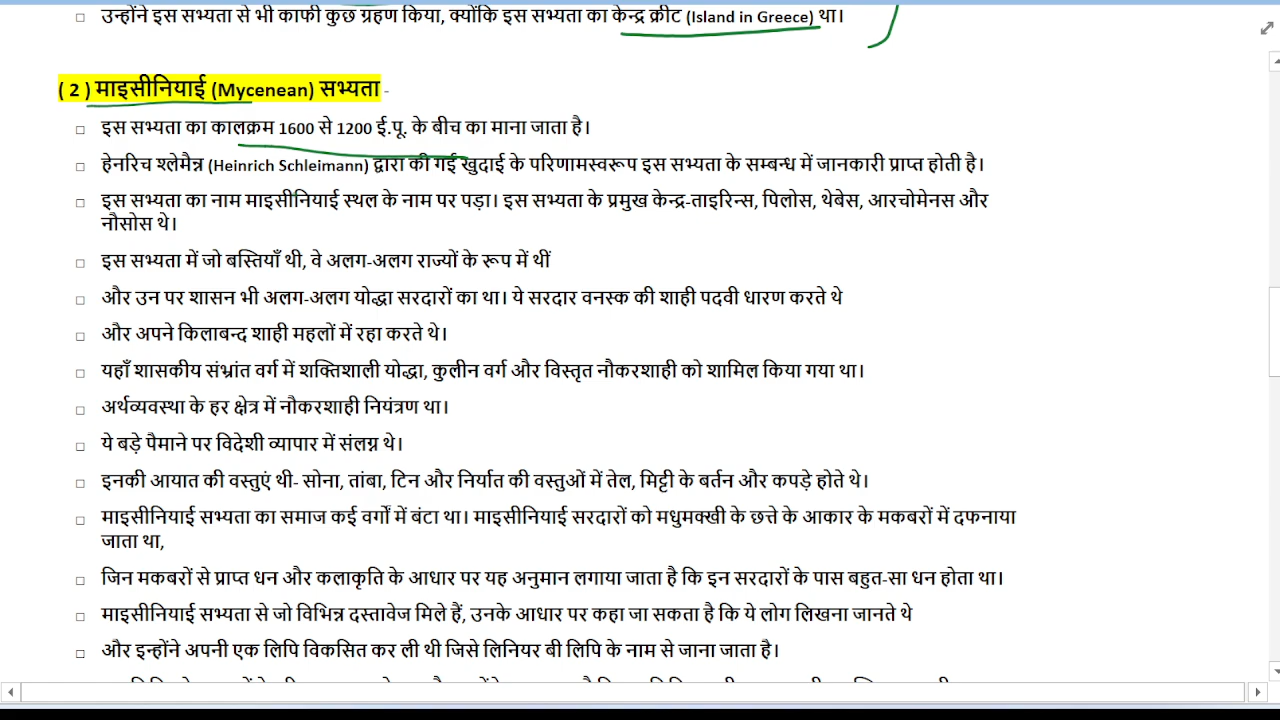 उन्होंने इस सभ्यता से भी काफी कुछ ग्रहण किया, क्योंकि इस सभ्यता का केन्द्र क्रीट (Island in Greece) था।
( 2 ) माइसीनियाई (Mycenean) सभ्यता -
इस सभ्यता का कालक्रम 1600 से 1200 ई.पू. के बीच का माना जाता है।
हेनरिच श्लेमैन्न (Heinrich Schleimann) द्वारा की गई खुदाई के परिणामस्वरूप इस सभ्यता के सम्बन्ध में जानकारी प्राप्त होती है।
इस सभ्यता का नाम माइसीनियाई स्थल के नाम पर पड़ा। इस सभ्यता के प्रमुख केन्द्र-ताइरिन्स, पिलोस, थेबेस, आरचोमेनस और
नौसोस थे।
इस सभ्यता में जो बस्तियाँ थी, वे अलग-अलग राज्यों के रूप में थीं
और उन पर शासन भी अलग-अलग योद्धा सरदारों का था। ये सरदार वनस्क की शाही पदवी धारण करते थे
और अपने किलाबन्द शाही महलों में रहा करते थे।
यहाँ शासकीय संभ्रांत वर्ग में शक्तिशाली योद्धा, कुलीन वर्ग और विस्तृत नौकरशाही को शामिल किया गया था।
अर्थव्यवस्था के हर क्षेत्र में नौकरशाही नियंत्रण था।
ये बड़े पैमाने पर विदेशी व्यापार में संलग्न थे।
इनकी आयात की वस्तुएं थी- सोना, तांबा, टिन और निर्यात की वस्तुओं में तेल, मिट्टी के बर्तन और कपड़े होते थे।
माइसीनियाई सभ्यता का समाज कई वर्गों में बंटा था। माइसीनियाई सरदारों को मधुमक्खी के छत्ते के आकार के मकबरों में दफनाया
जाता था,
जिन मकबरों से प्राप्त धन और कलाकृति के आधार पर यह अनुमान लगाया जाता है कि इन सरदारों के पास बहुत-सा धन होता था।
माइसीनियाई सभ्यता से जो विभिन्न दस्तावेज मिले हैं, उनके आधार पर कहा जा सकता है कि ये लोग लिखना जानते थे
और इन्होंने अपनी एक लिपि विकसित कर ली थी जिसे लिनियर बी लिपि के नाम से जाना जाता है।